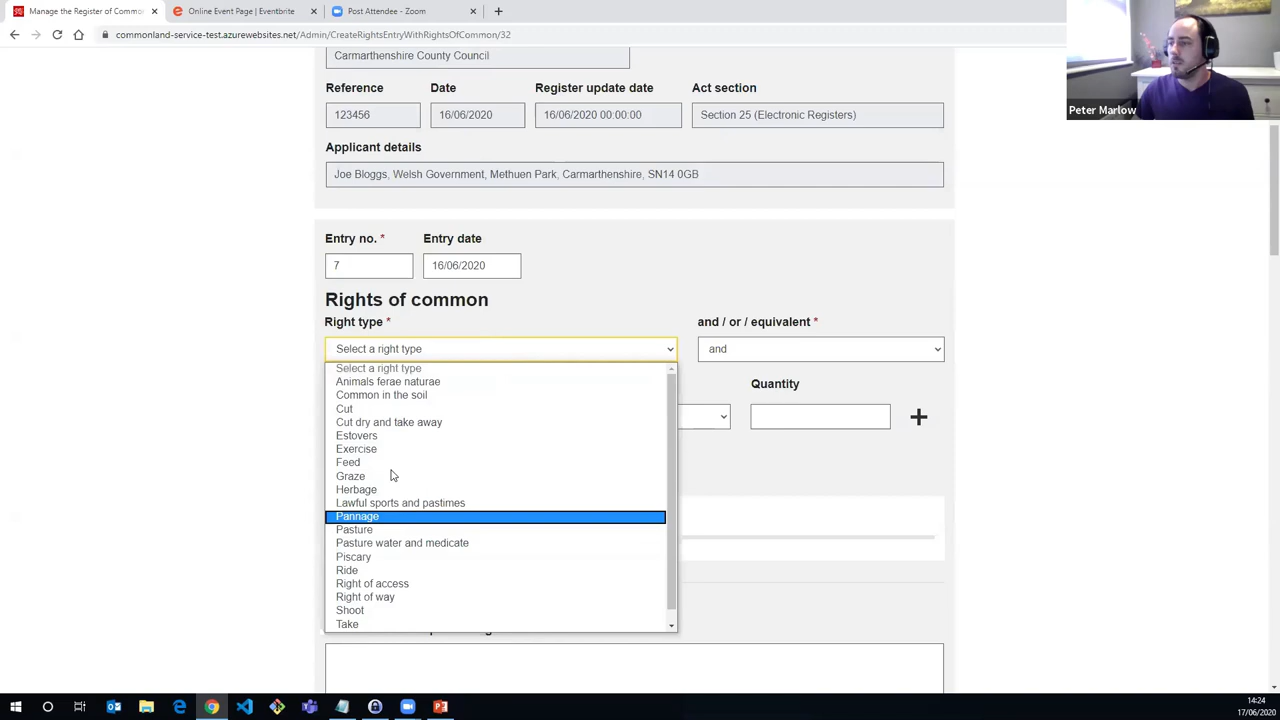 Manage the Register of Commo
Online Event Page | Eventbrite
Post Attendee - Zoom
commonland-service-test.azurewebsites.net/Admin/CreateRightsEntryWithRightsOfCommon/32
Peter Marlow
Carmarthenshire County Council
Reference Date Register update date Act section
123456 16/06/2020 16/06/2020 00:00:00 Section 25 (Electronic Registers)
Applicant details
Joe Bloggs, Welsh Government, Methuen Park, Carmarthenshire, SN14 0GB
Entry no. * Entry date
7 16/06/2020
Rights of common
Right type * and / or / equivalent *
Select a right type and
Select a right type
Animals ferae naturae
Quantity
Common in the soil
Cut
Cut dry and take away
Estovers
Exercise
Feed
Graze
Herbage
Lawful sports and pastimes
Pannage
Pasture
Pasture water and medicate
Piscary
Ride
Right of access
Right of way
Shoot
Take
14:24
17/06/2020